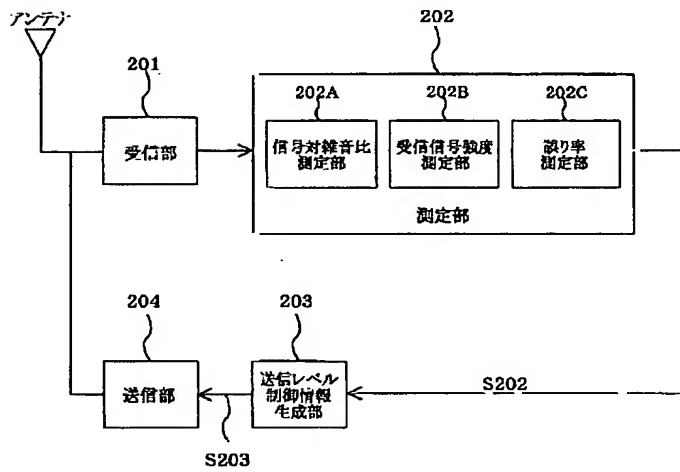 アンテナ
201
受信部
202
202A
信号対雑音比
測定部
202B
受信信号強度
測定部
202C
誤り率
測定部
測定部
204
送信部
203
送信レベル
制御情報
生成部
S202
S203